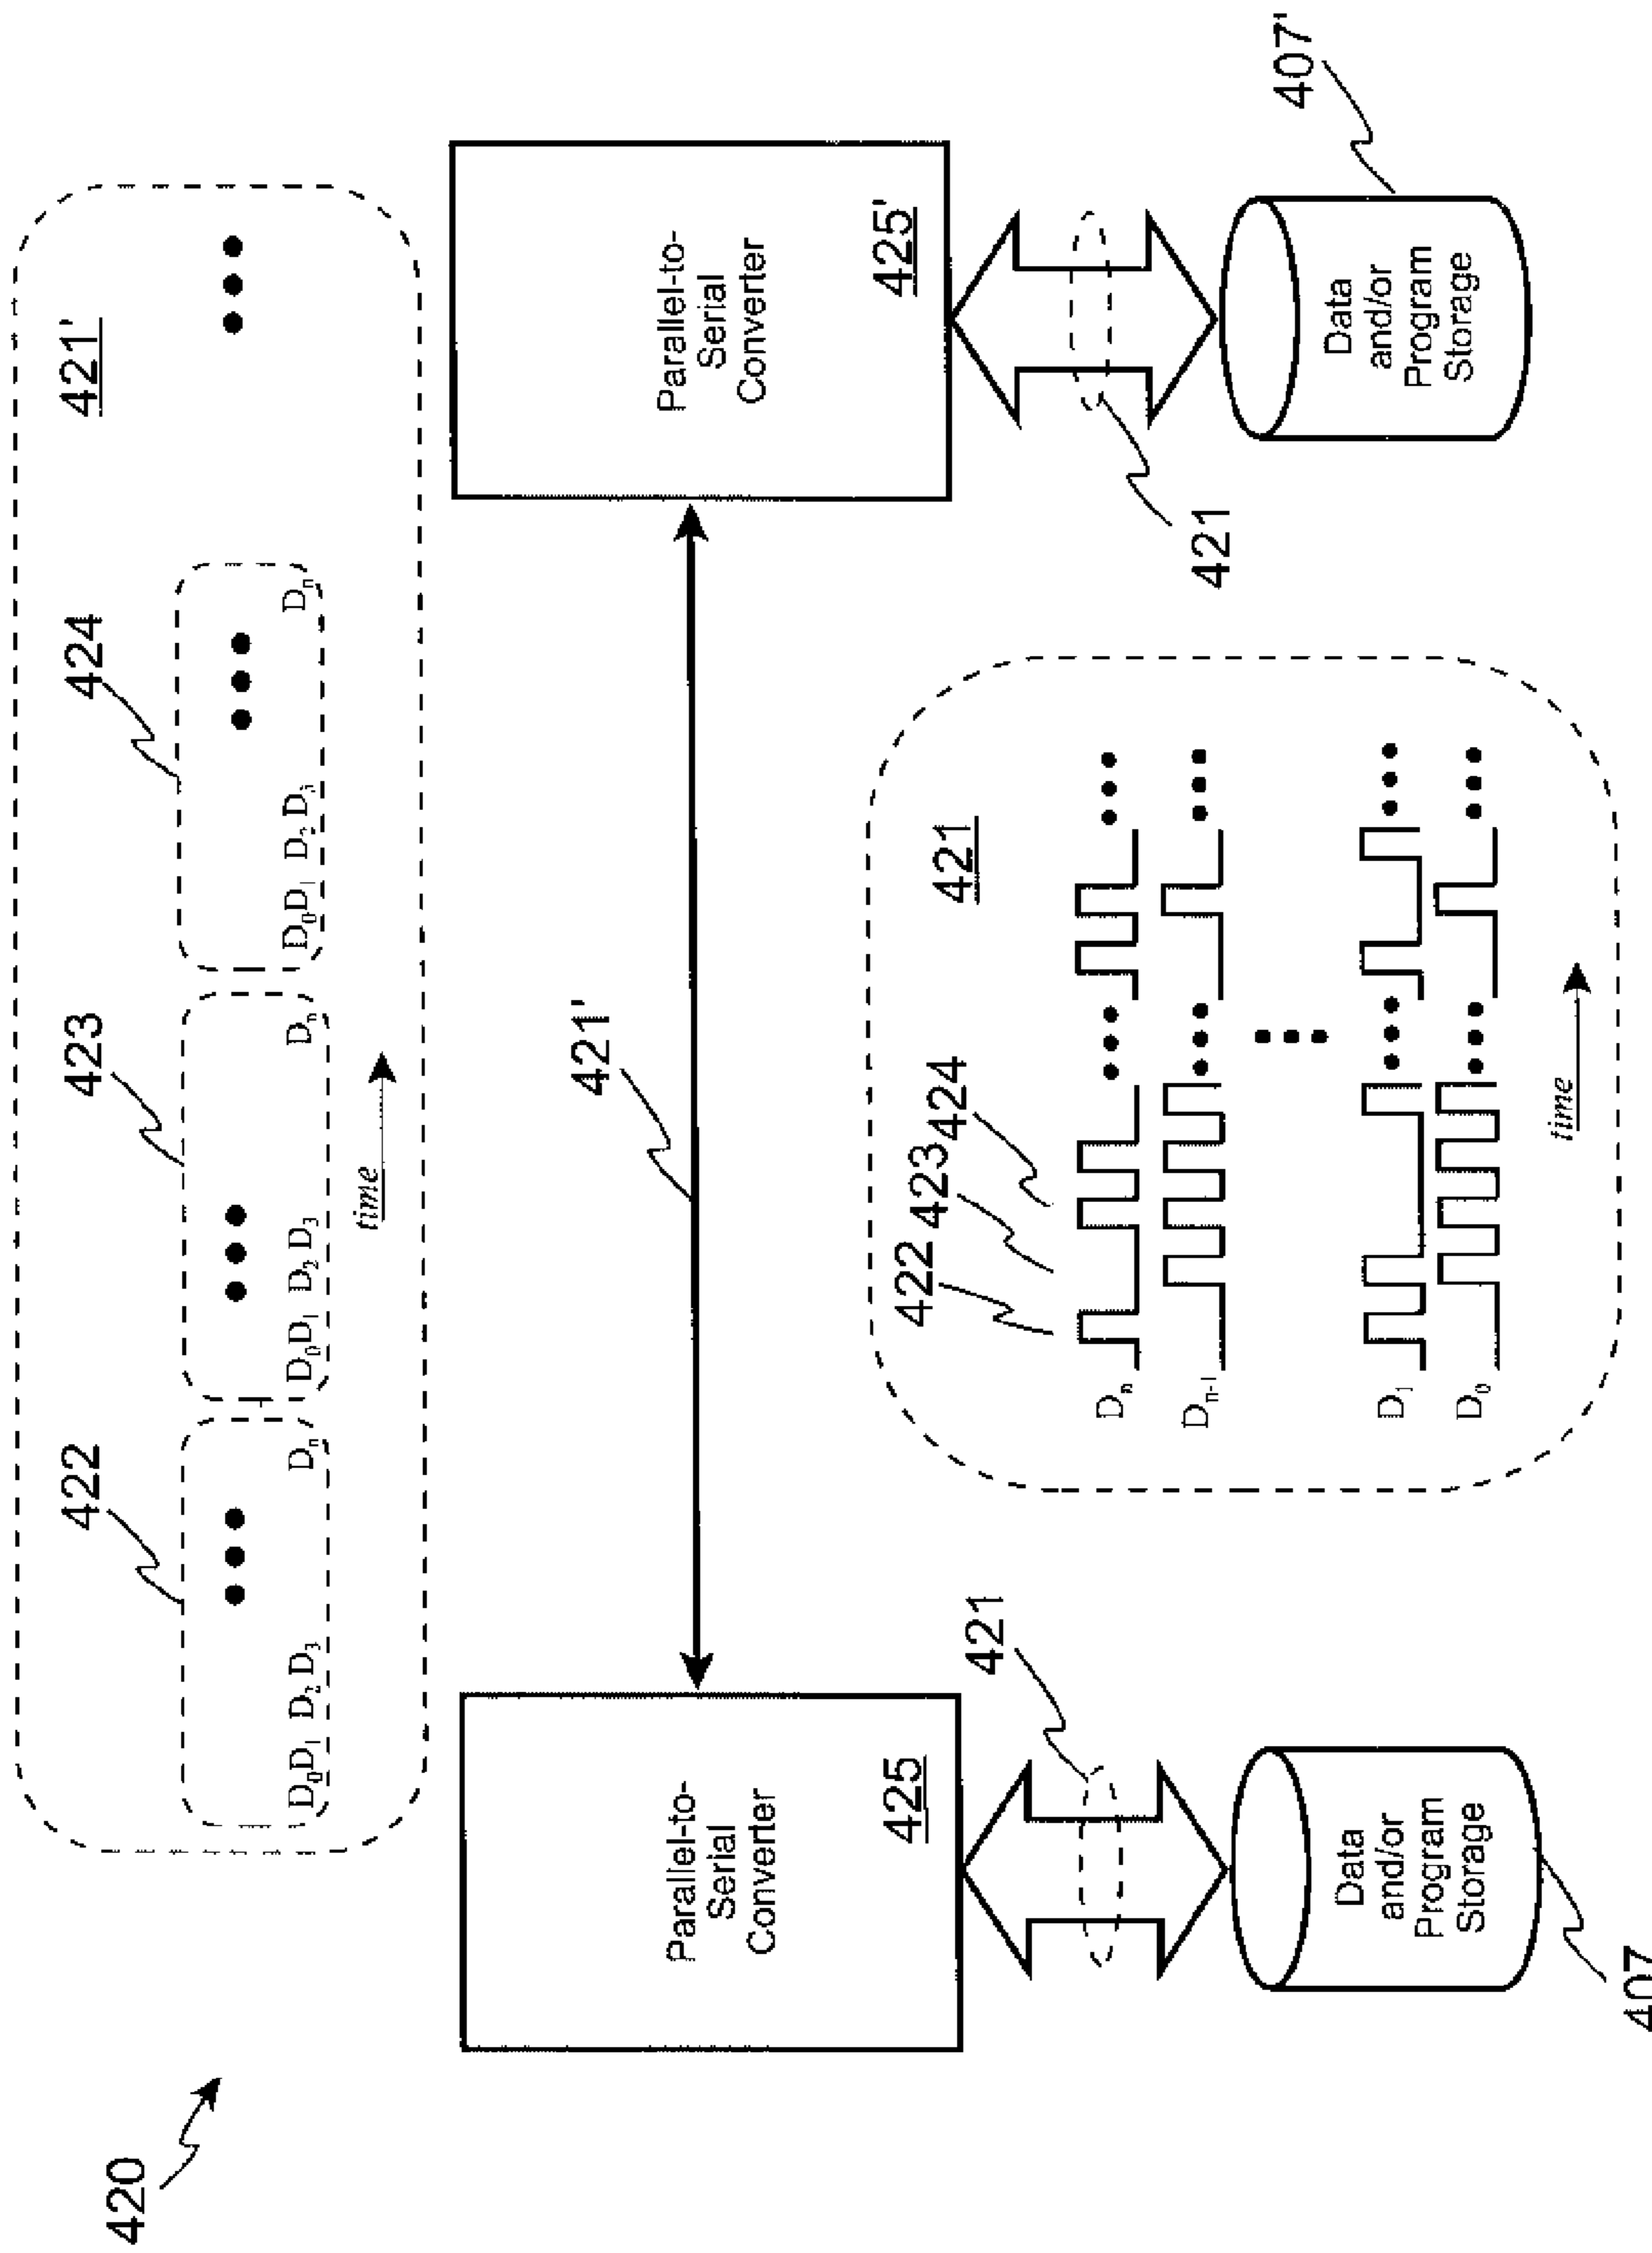 420
422
423
424
421'
D0 D1 D2 D3 Dn
D0 D1 D2 D3 Dn
D0 D1 D2 D3 Dn
time
421'
Parallel-to-
Serial
Converter
425
Parallel-to-
Serial
Converter
425'
421
421
421
422
423
424
Dn
Dn-1
D1
D0
time
Data
and/or
Program
Storage
407
Data
and/or
Program
Storage
407'